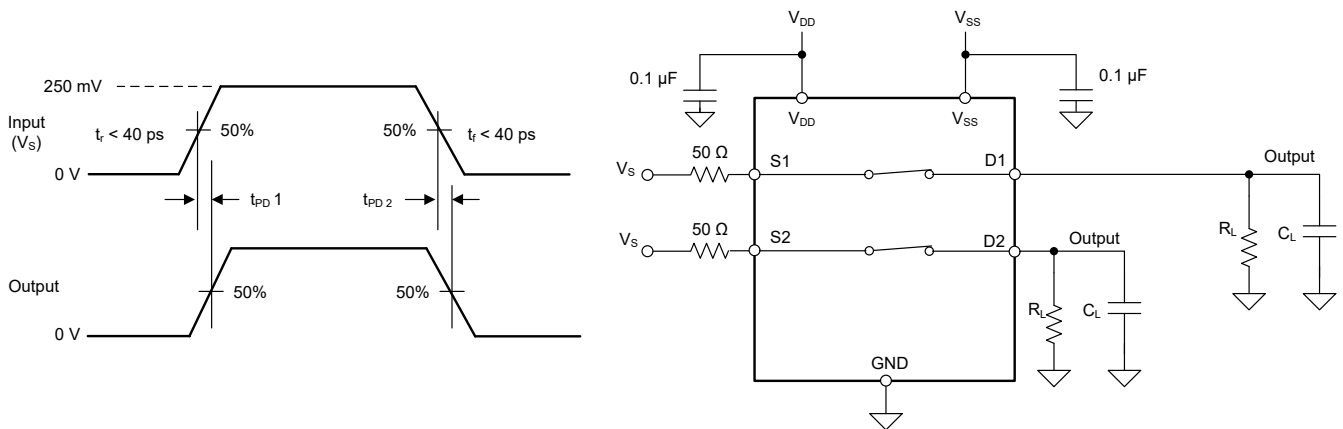 250 mV
Input
(VS)
tr < 40 ps
50%
50%
tf < 40 ps
0 V
tPD 1
tPD 2
Output
50%
50%
0 V
VDD
VSS
0.1 µF
0.1 µF
VDD
VSS
VS
50 Ω
S1
D1
Output
VS
50 Ω
S2
D2
Output
RL
CL
RL
CL
GND